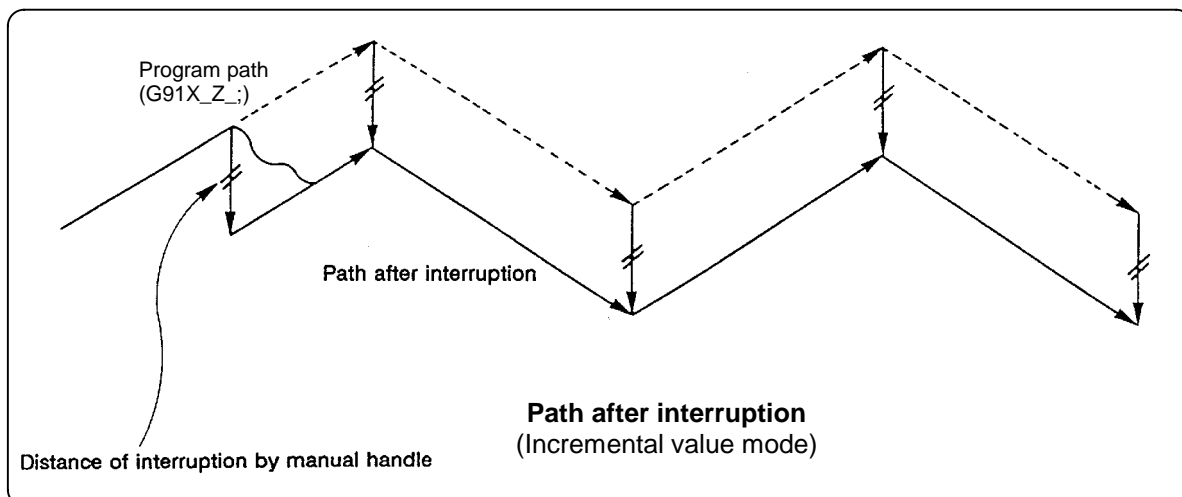 Program path
(G91X_Z_;)
Path after interruption
Path after interruption
(Incremental value mode)
Distance of interruption by manual handle